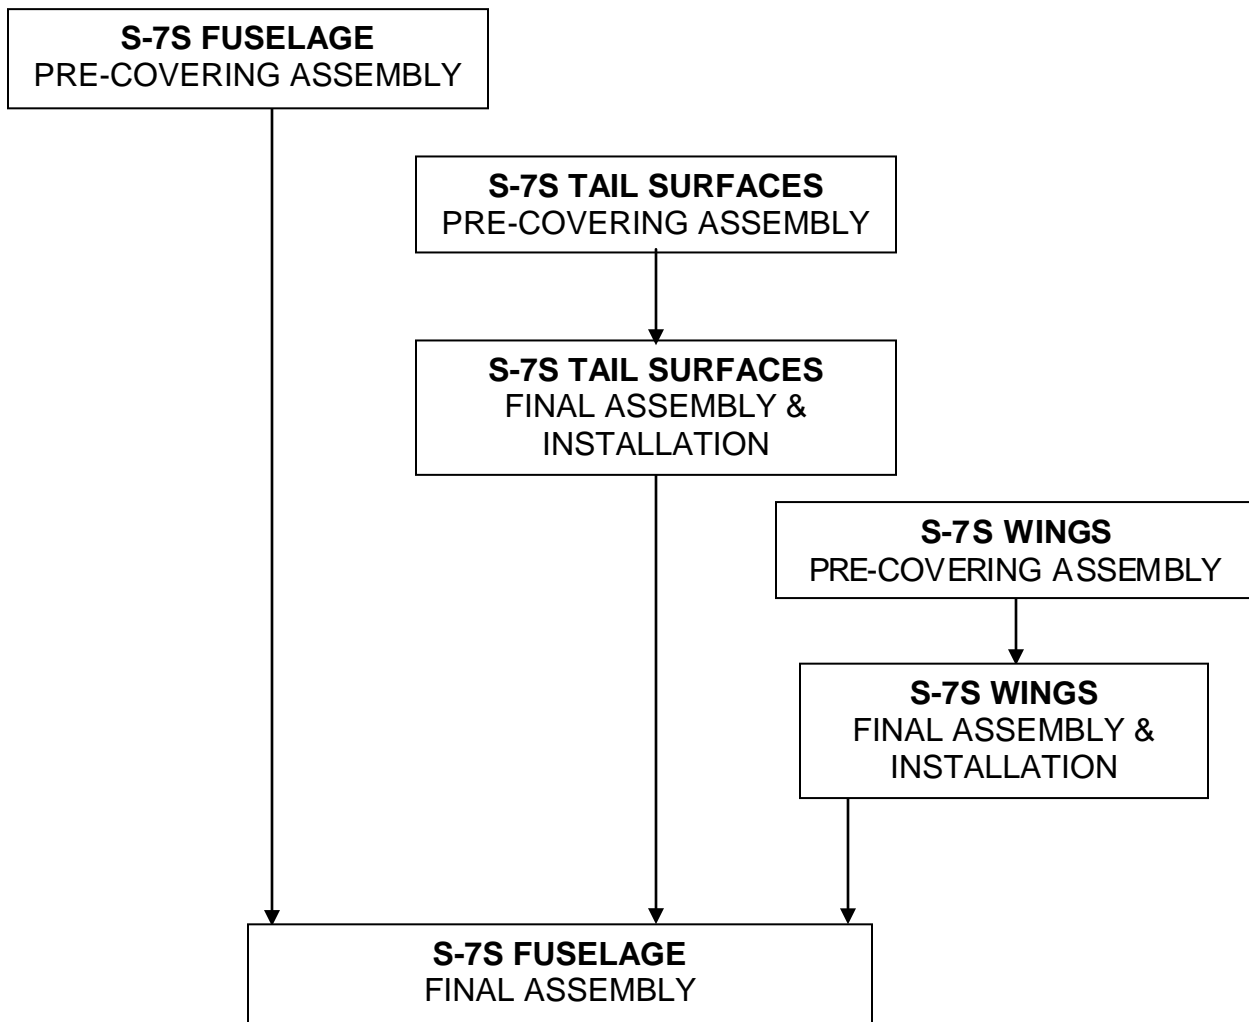 S-7S FUSELAGE
PRE-COVERING ASSEMBLY
S-7S TAIL SURFACES
PRE-COVERING ASSEMBLY
S-7S TAIL SURFACES
FINAL ASSEMBLY &
INSTALLATION
S-7S WINGS
PRE-COVERING ASSEMBLY
S-7S WINGS
FINAL ASSEMBLY &
INSTALLATION
S-7S FUSELAGE
FINAL ASSEMBLY